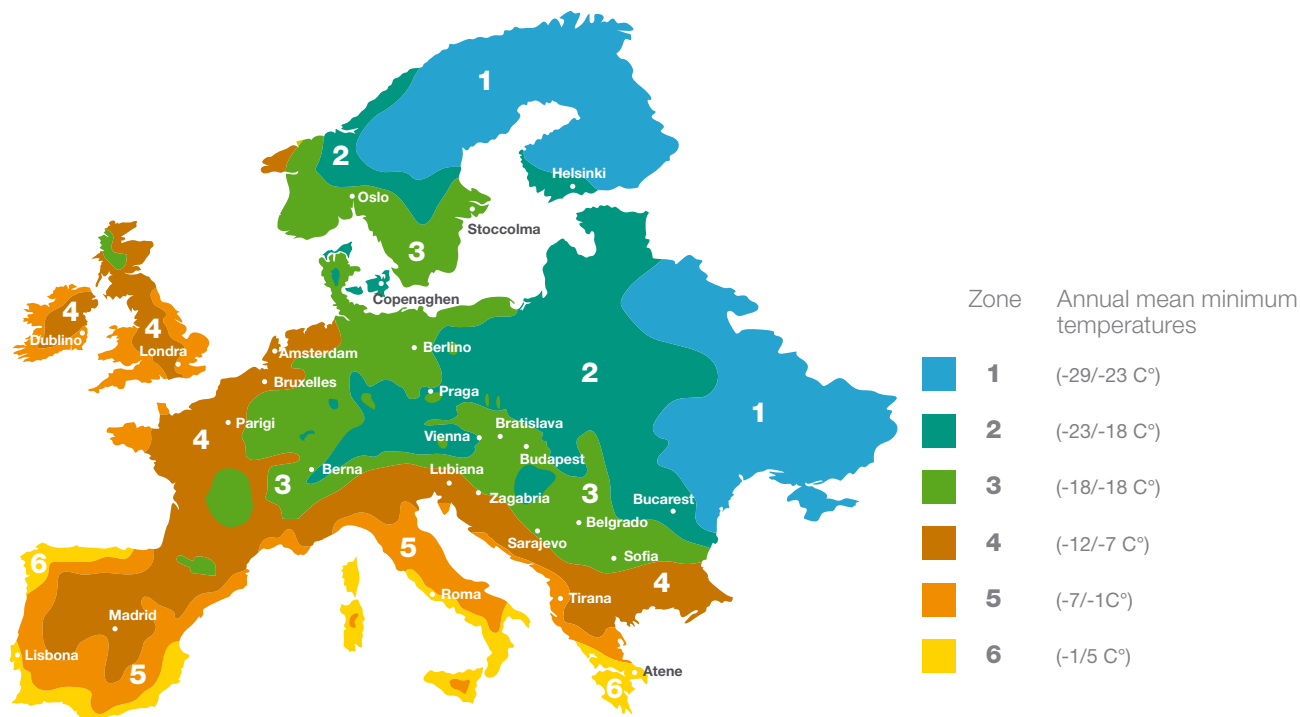 1
2
Helsinki
Oslo
Stoccolma
3
Copenaghen
4
Dublino
4
Londra
Amsterdam
Berlino
Bruxelles
2
Praga
1
Parigi
4
Vienna
Bratislava
Budapest
Berna
Lubiana
3
Zagabria
3
Bucarest
Belgrado
Sarajevo
5
Sofia
6
4
Roma
Tirana
Madrid
Lisbona
5
Atene
6
Zone Annual mean minimum
temperatures
1 (-29/-23 C°)
2 (-23/-18 C°)
3 (-18/-18 C°)
4 (-12/-7 C°)
5 (-7/-1C°)
6 (-1/5 C°)